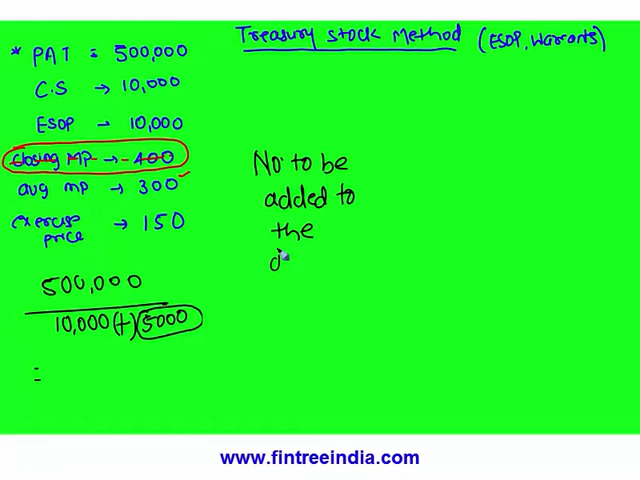 Treasury Stock Method (ESOP, Warrants)
* PAT = 500,000
C.S → 10,000
ESOP → 10,000
closing MP → 400
avg mp → 300
exercise price → 150
500,000
10,000 (+) 5000
=
No to be
added to
the
d
www.fintreeindia.com